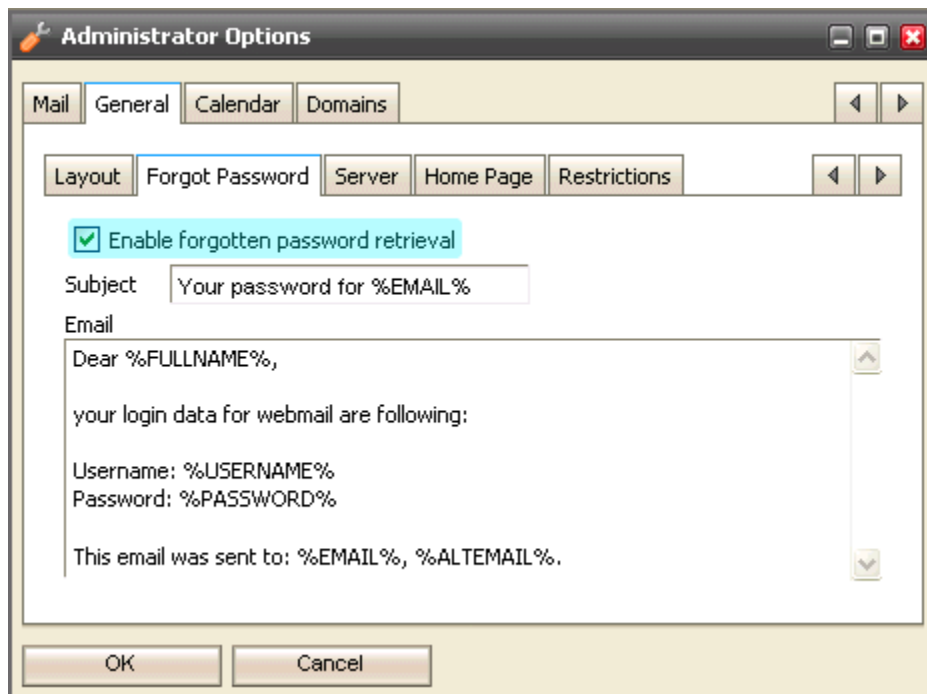 Administrator Options
Mail General Calendar Domains
Layout Forgot Password Server Home Page Restrictions
Enable forgotten password retrieval
Subject Your password for %EMAIL%
Email
Dear %FULLNAME%,
your login data for webmail are following:
Username: %USERNAME%
Password: %PASSWORD%
This email was sent to: %EMAIL%, %ALTEMAIL%.
OK Cancel